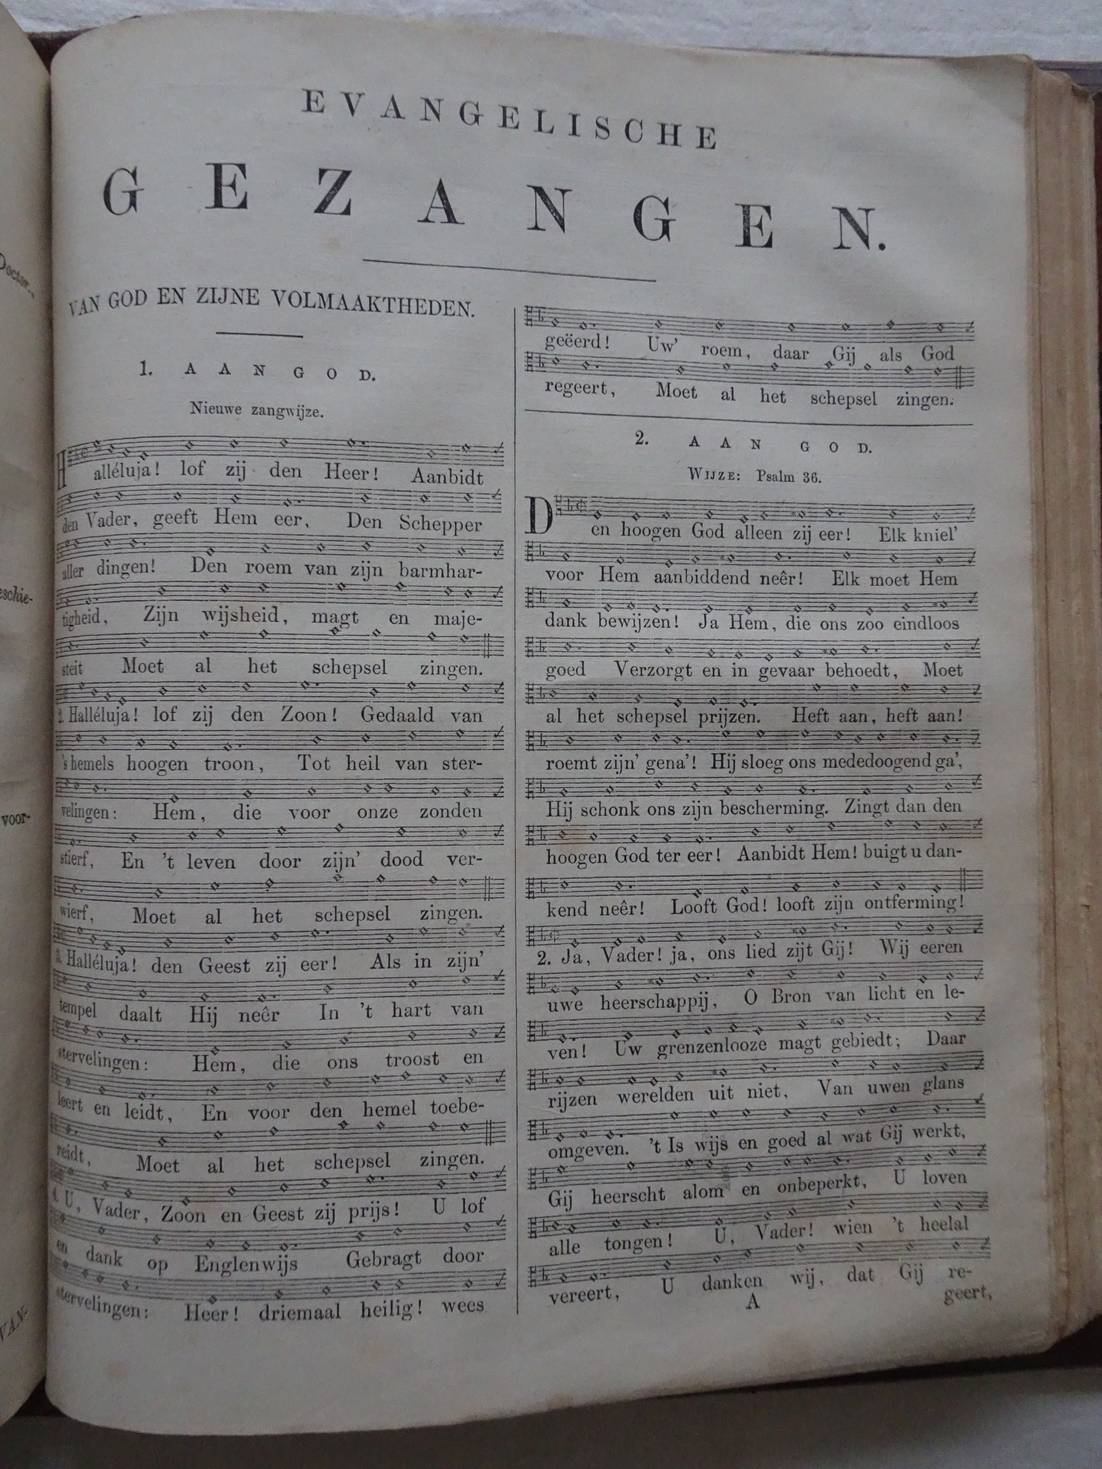 EVANGELISCHE
GEZANGEN.
VAN GOD EN ZIJNE VOLMAAKTHEDEN.
1. AAN GOD.
Nieuwe zangwijze.
Halléluja! lof zij den Heer! Aanbidt
den Vader, geeft Hem eer, Den Schepper
aller dingen! Den roem van zijn barmhar-
tigheid, Zijn wijsheid, magt en maje-
steit Moet al het schepsel zingen.
2. Halléluja! lof zij den Zoon! Gedaald van
's hemels hoogen troon, Tot heil van ster-
velingen: Hem, die voor onze zonden
stierf, En 't leven door zijn' dood ver-
wierf, Moet al het schepsel zingen.
3. Halléluja! den Geest zij eer! Als in zijn'
tempel daalt Hij neêr In 't hart van
stervelingen: Hem, die ons troost en
leert en leidt, En voor den hemel toebe-
reidt, Moet al het schepsel zingen.
4. U, Vader, Zoon en Geest zij prijs! U lof
en dank op Englenwijs Gebragt door
stervelingen: Heer! driemaal heilig! wees
geëerd! Uw' roem, daar Gij als God
regeert, Moet al het schepsel zingen.
2. AAN GOD.
WIJZE: Psalm 36.
Den hoogen God alleen zij eer! Elk kniel'
voor Hem aanbiddend neêr! Elk moet Hem
dank bewijzen! Ja Hem, die ons zoo eindloos
goed Verzorgt en in gevaar behoedt, Moet
al het schepsel prijzen. Heft aan, heft aan!
roemt zijn' gena'! Hij sloeg ons mededoogend ga',
Hij schonk ons zijn bescherming. Zingt dan den
hoogen God ter eer! Aanbidt Hem! buigt u dan-
kend neêr! Looft God! looft zijn ontferming!
2. Ja, Vader! ja, ons lied zijt Gij! Wij eeren
uwe heerschappij, O Bron van licht en le-
ven! Uw grenzenlooze magt gebiedt; Daar
rijzen werelden uit niet, Van uwen glans
omgeven. 't Is wijs en goed al wat Gij werkt,
Gij heerscht alom en onbeperkt, U loven
alle tongen! U, Vader! wien 't heelal
vereert, U danken wij, dat Gij re-
A
geert,
eschie-
voor-
VAN-